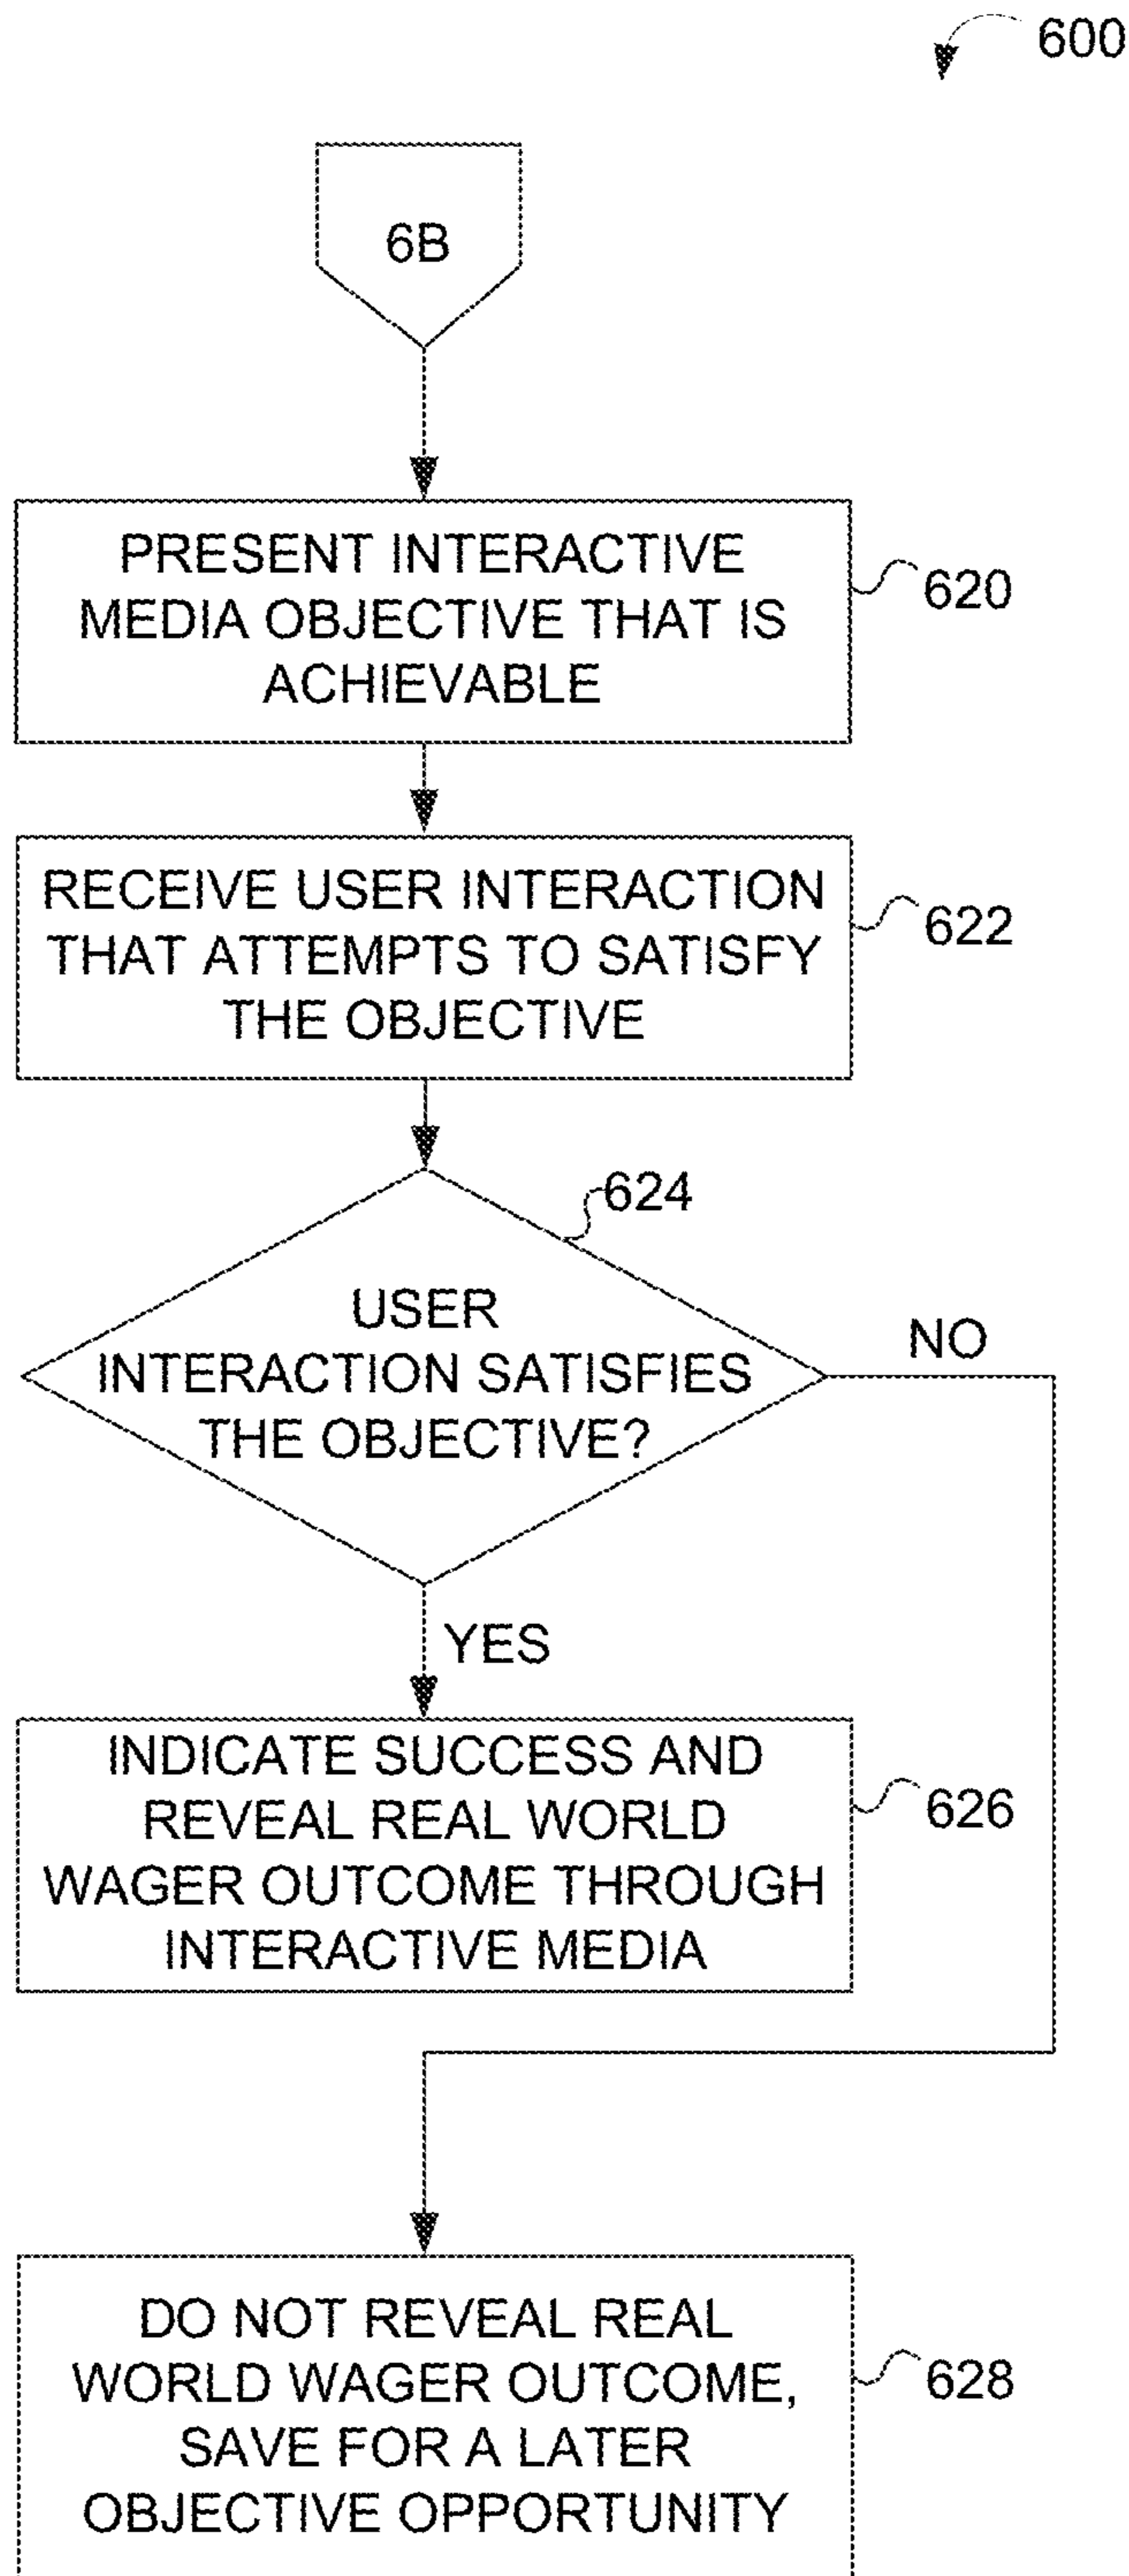 600
6B
PRESENT INTERACTIVE
MEDIA OBJECTIVE THAT IS
ACHIEVABLE
620
RECEIVE USER INTERACTION
THAT ATTEMPTS TO SATISFY
THE OBJECTIVE
622
624
USER
INTERACTION SATISFIES
THE OBJECTIVE?
NO
YES
INDICATE SUCCESS AND
REVEAL REAL WORLD
WAGER OUTCOME THROUGH
INTERACTIVE MEDIA
626
DO NOT REVEAL REAL
WORLD WAGER OUTCOME,
SAVE FOR A LATER
OBJECTIVE OPPORTUNITY
628